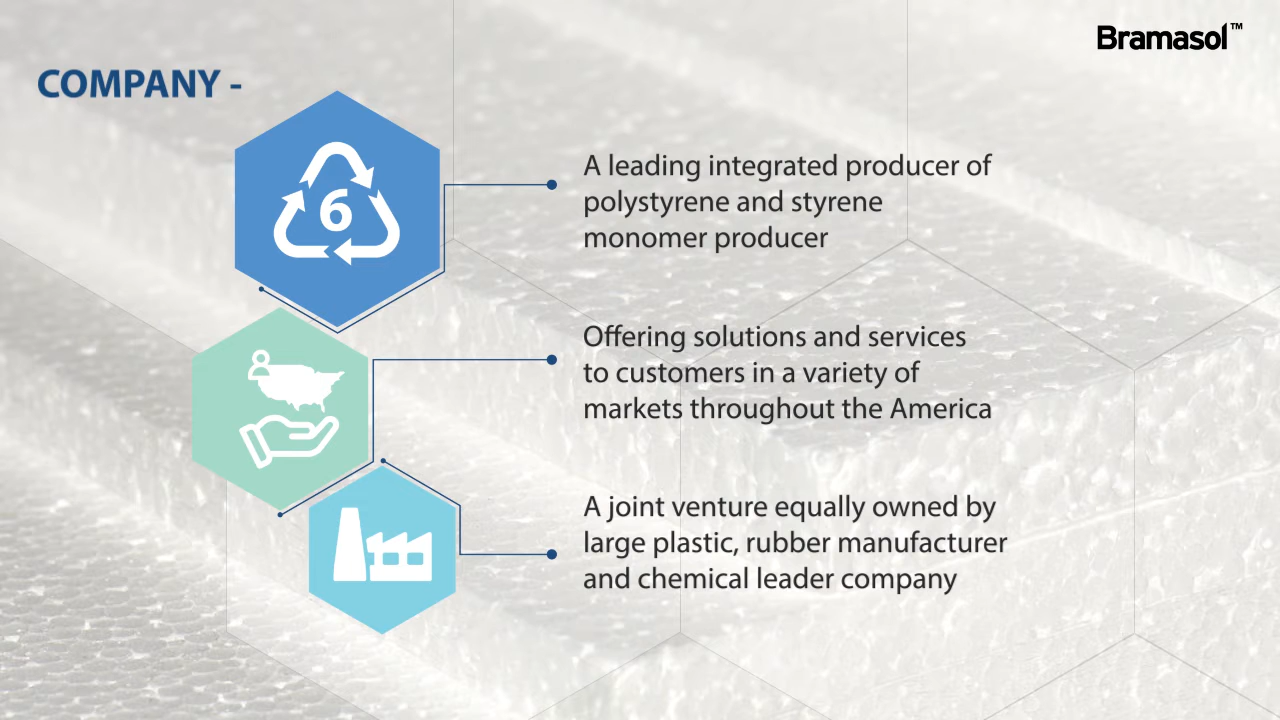 Bramasol™
COMPANY -
6
A leading integrated producer of
polystyrene and styrene
monomer producer
Offering solutions and services
to customers in a variety of
markets throughout the America
A joint venture equally owned by
large plastic, rubber manufacturer
and chemical leader company